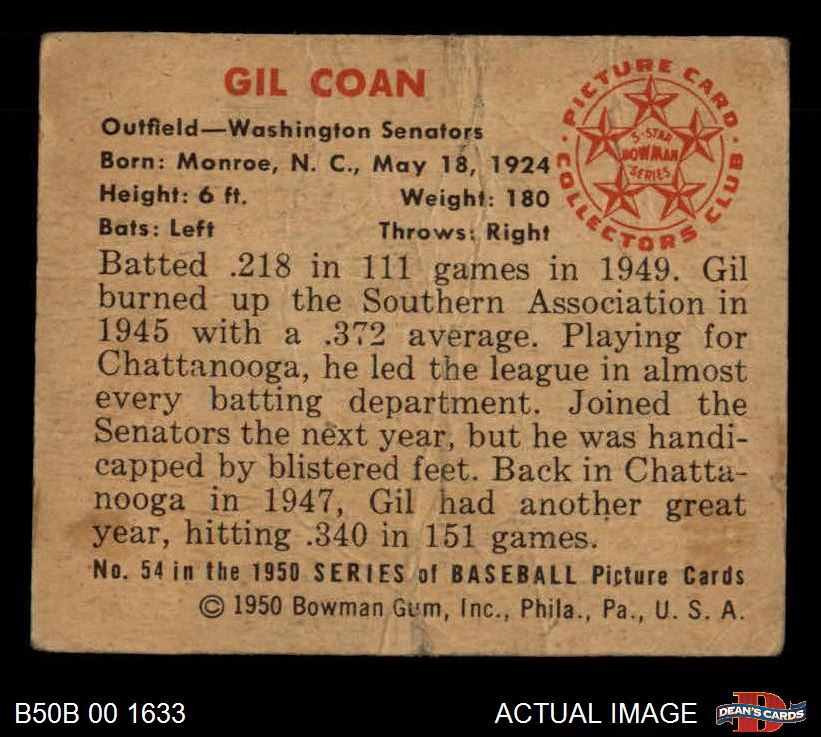 GIL COAN
Outfield—Washington Senators
Born: Monroe, N. C., May 18, 1924
Height: 6 ft. Weight: 180
Bats: Left Throws: Right
PICTURE CARD COLLECTORS CLUB
5-STAR
BOWMAN
SERIES
Batted .218 in 111 games in 1949. Gil
burned up the Southern Association in
1945 with a .372 average. Playing for
Chattanooga, he led the league in almost
every batting department. Joined the
Senators the next year, but he was handi-
capped by blistered feet. Back in Chatta-
nooga in 1947, Gil had another great
year, hitting .340 in 151 games.
No. 54 in the 1950 SERIES of BASEBALL Picture Cards
© 1950 Bowman Gum, Inc., Phila., Pa., U. S. A.
B50B 00 1633
ACTUAL IMAGE
D
DEAN'S CARDS